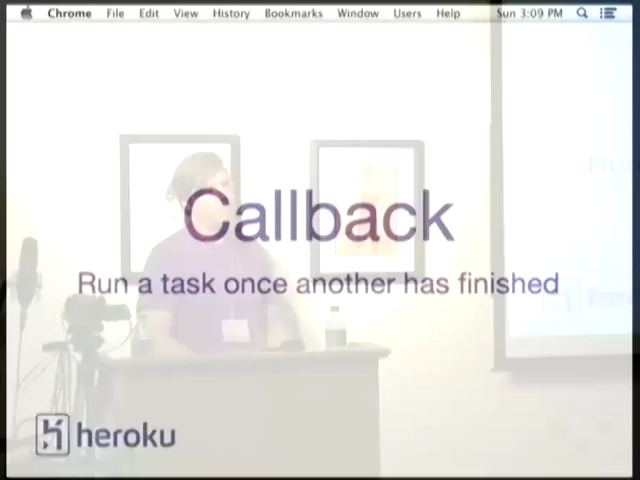 Chrome File Edit View History Bookmarks Window Users Help Sun 3:09 PM
Callback
Run a task once another has finished
heroku